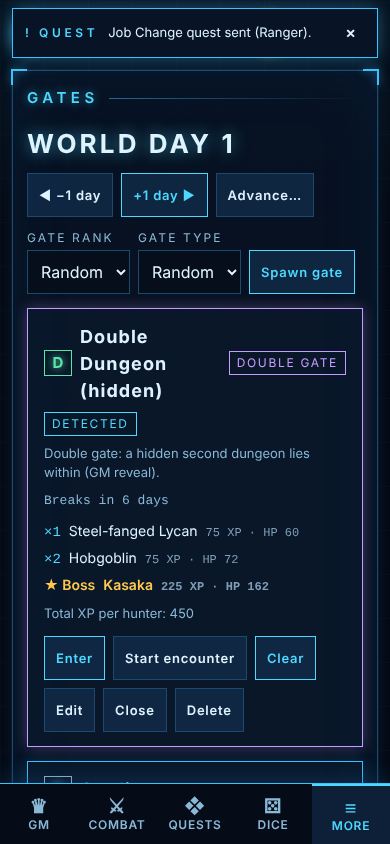 ! QUEST Job Change quest sent (Ranger). ×
GATES
WORLD DAY 1
◀ −1 day +1 day ▶ Advance…
GATE RANK GATE TYPE
Random Random Spawn gate
D Double Dungeon (hidden) DOUBLE GATE
DETECTED
Double gate: a hidden second dungeon lies
within (GM reveal).
Breaks in 6 days
×1 Steel-fanged Lycan 75 XP · HP 60
×2 Hobgoblin 75 XP · HP 72
★ Boss Kasaka 225 XP · HP 162
Total XP per hunter: 450
Enter Start encounter Clear
Edit Close Delete
GM COMBAT QUESTS DICE MORE